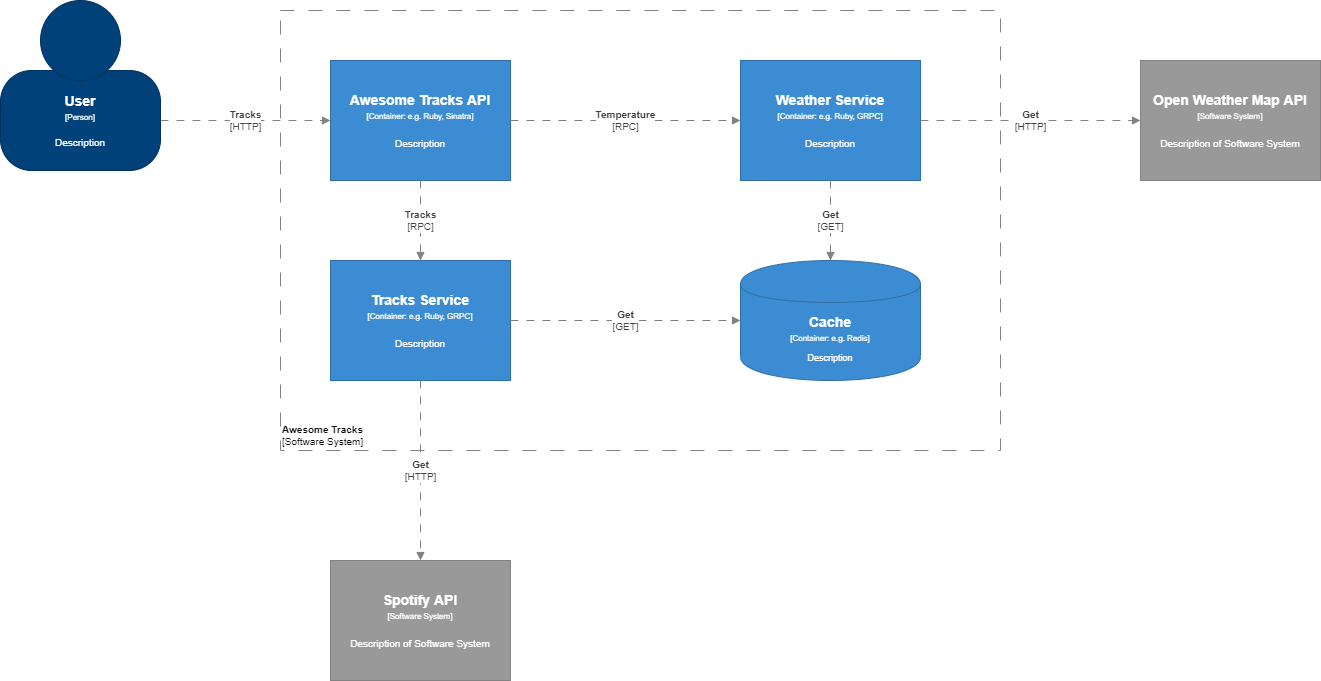 User
[Person]
Description
Tracks
[HTTP]
Awesome Tracks API
[Container: e.g. Ruby, Sinatra]
Description
Temperature
[RPC]
Weather Service
[Container: e.g. Ruby, GRPC]
Description
Get
[HTTP]
Open Weather Map API
[Software System]
Description of Software System
Tracks
[RPC]
Get
[GET]
Tracks Service
[Container: e.g. Ruby, GRPC]
Description
Get
[GET]
Cache
[Container: e.g. Redis]
Description
Awesome Tracks
[Software System]
Get
[HTTP]
Spotify API
[Software System]
Description of Software System